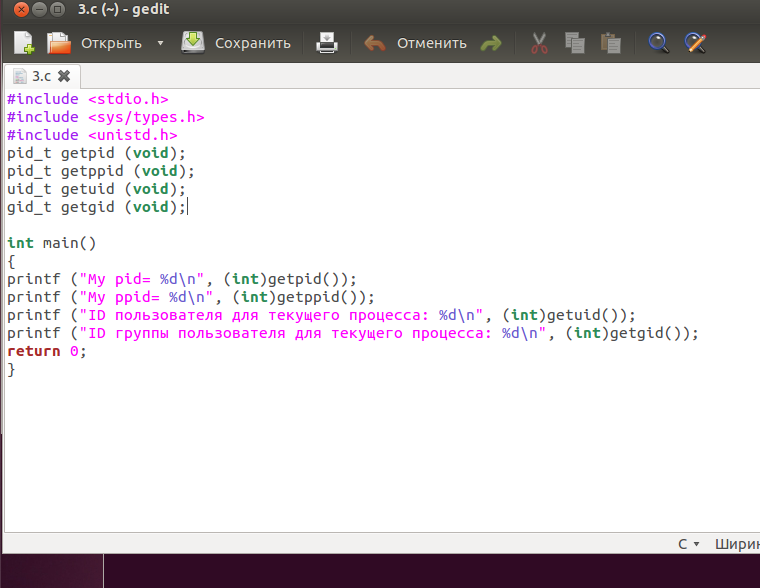 3.c (~) - gedit
Открыть Сохранить Отменить
3.c
#include <stdio.h>
#include <sys/types.h>
#include <unistd.h>
pid_t getpid (void);
pid_t getppid (void);
uid_t getuid (void);
gid_t getgid (void);
int main()
{
printf ("My pid= %d\n", (int)getpid());
printf ("My ppid= %d\n", (int)getppid());
printf ("ID пользователя для текущего процесса: %d\n", (int)getuid());
printf ("ID группы пользователя для текущего процесса: %d\n", (int)getgid());
return 0;
}
C Ширин